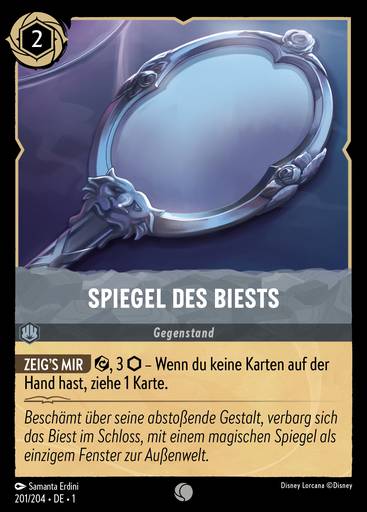 2
SPIEGEL DES BIESTS
Gegenstand
ZEIG'S MIR , 3 – Wenn du keine Karten auf der
Hand hast, ziehe 1 Karte.
Beschämt über seine abstoßende Gestalt, verbarg sich
das Biest im Schloss, mit einem magischen Spiegel als
einzigem Fenster zur Außenwelt.
Samanta Erdini
Disney Lorcana ©Disney
201/204 • DE • 1